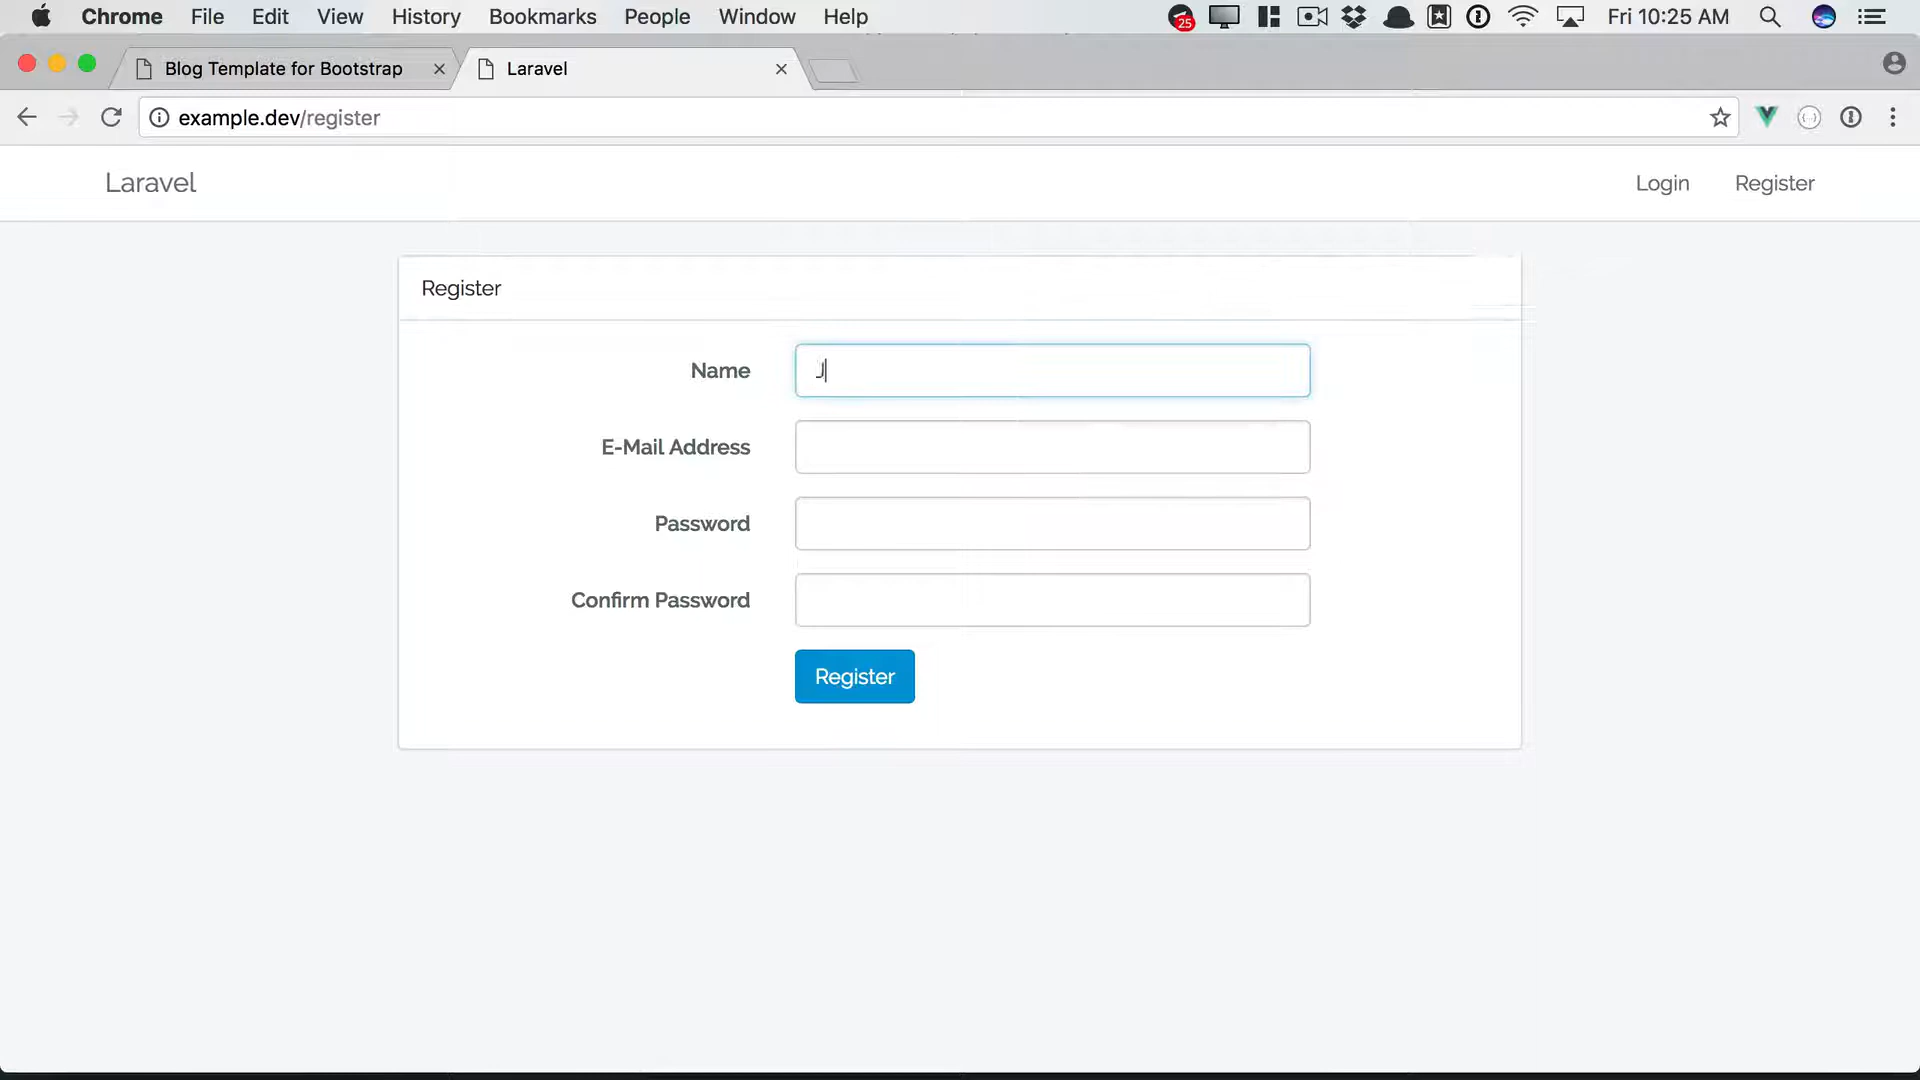 Chrome File Edit View History Bookmarks People Window Help 25 Fri 10:25 AM
Blog Template for Bootstrap Laravel
example.dev/register
Laravel Login Register
Register
Name J
E-Mail Address
Password
Confirm Password
Register